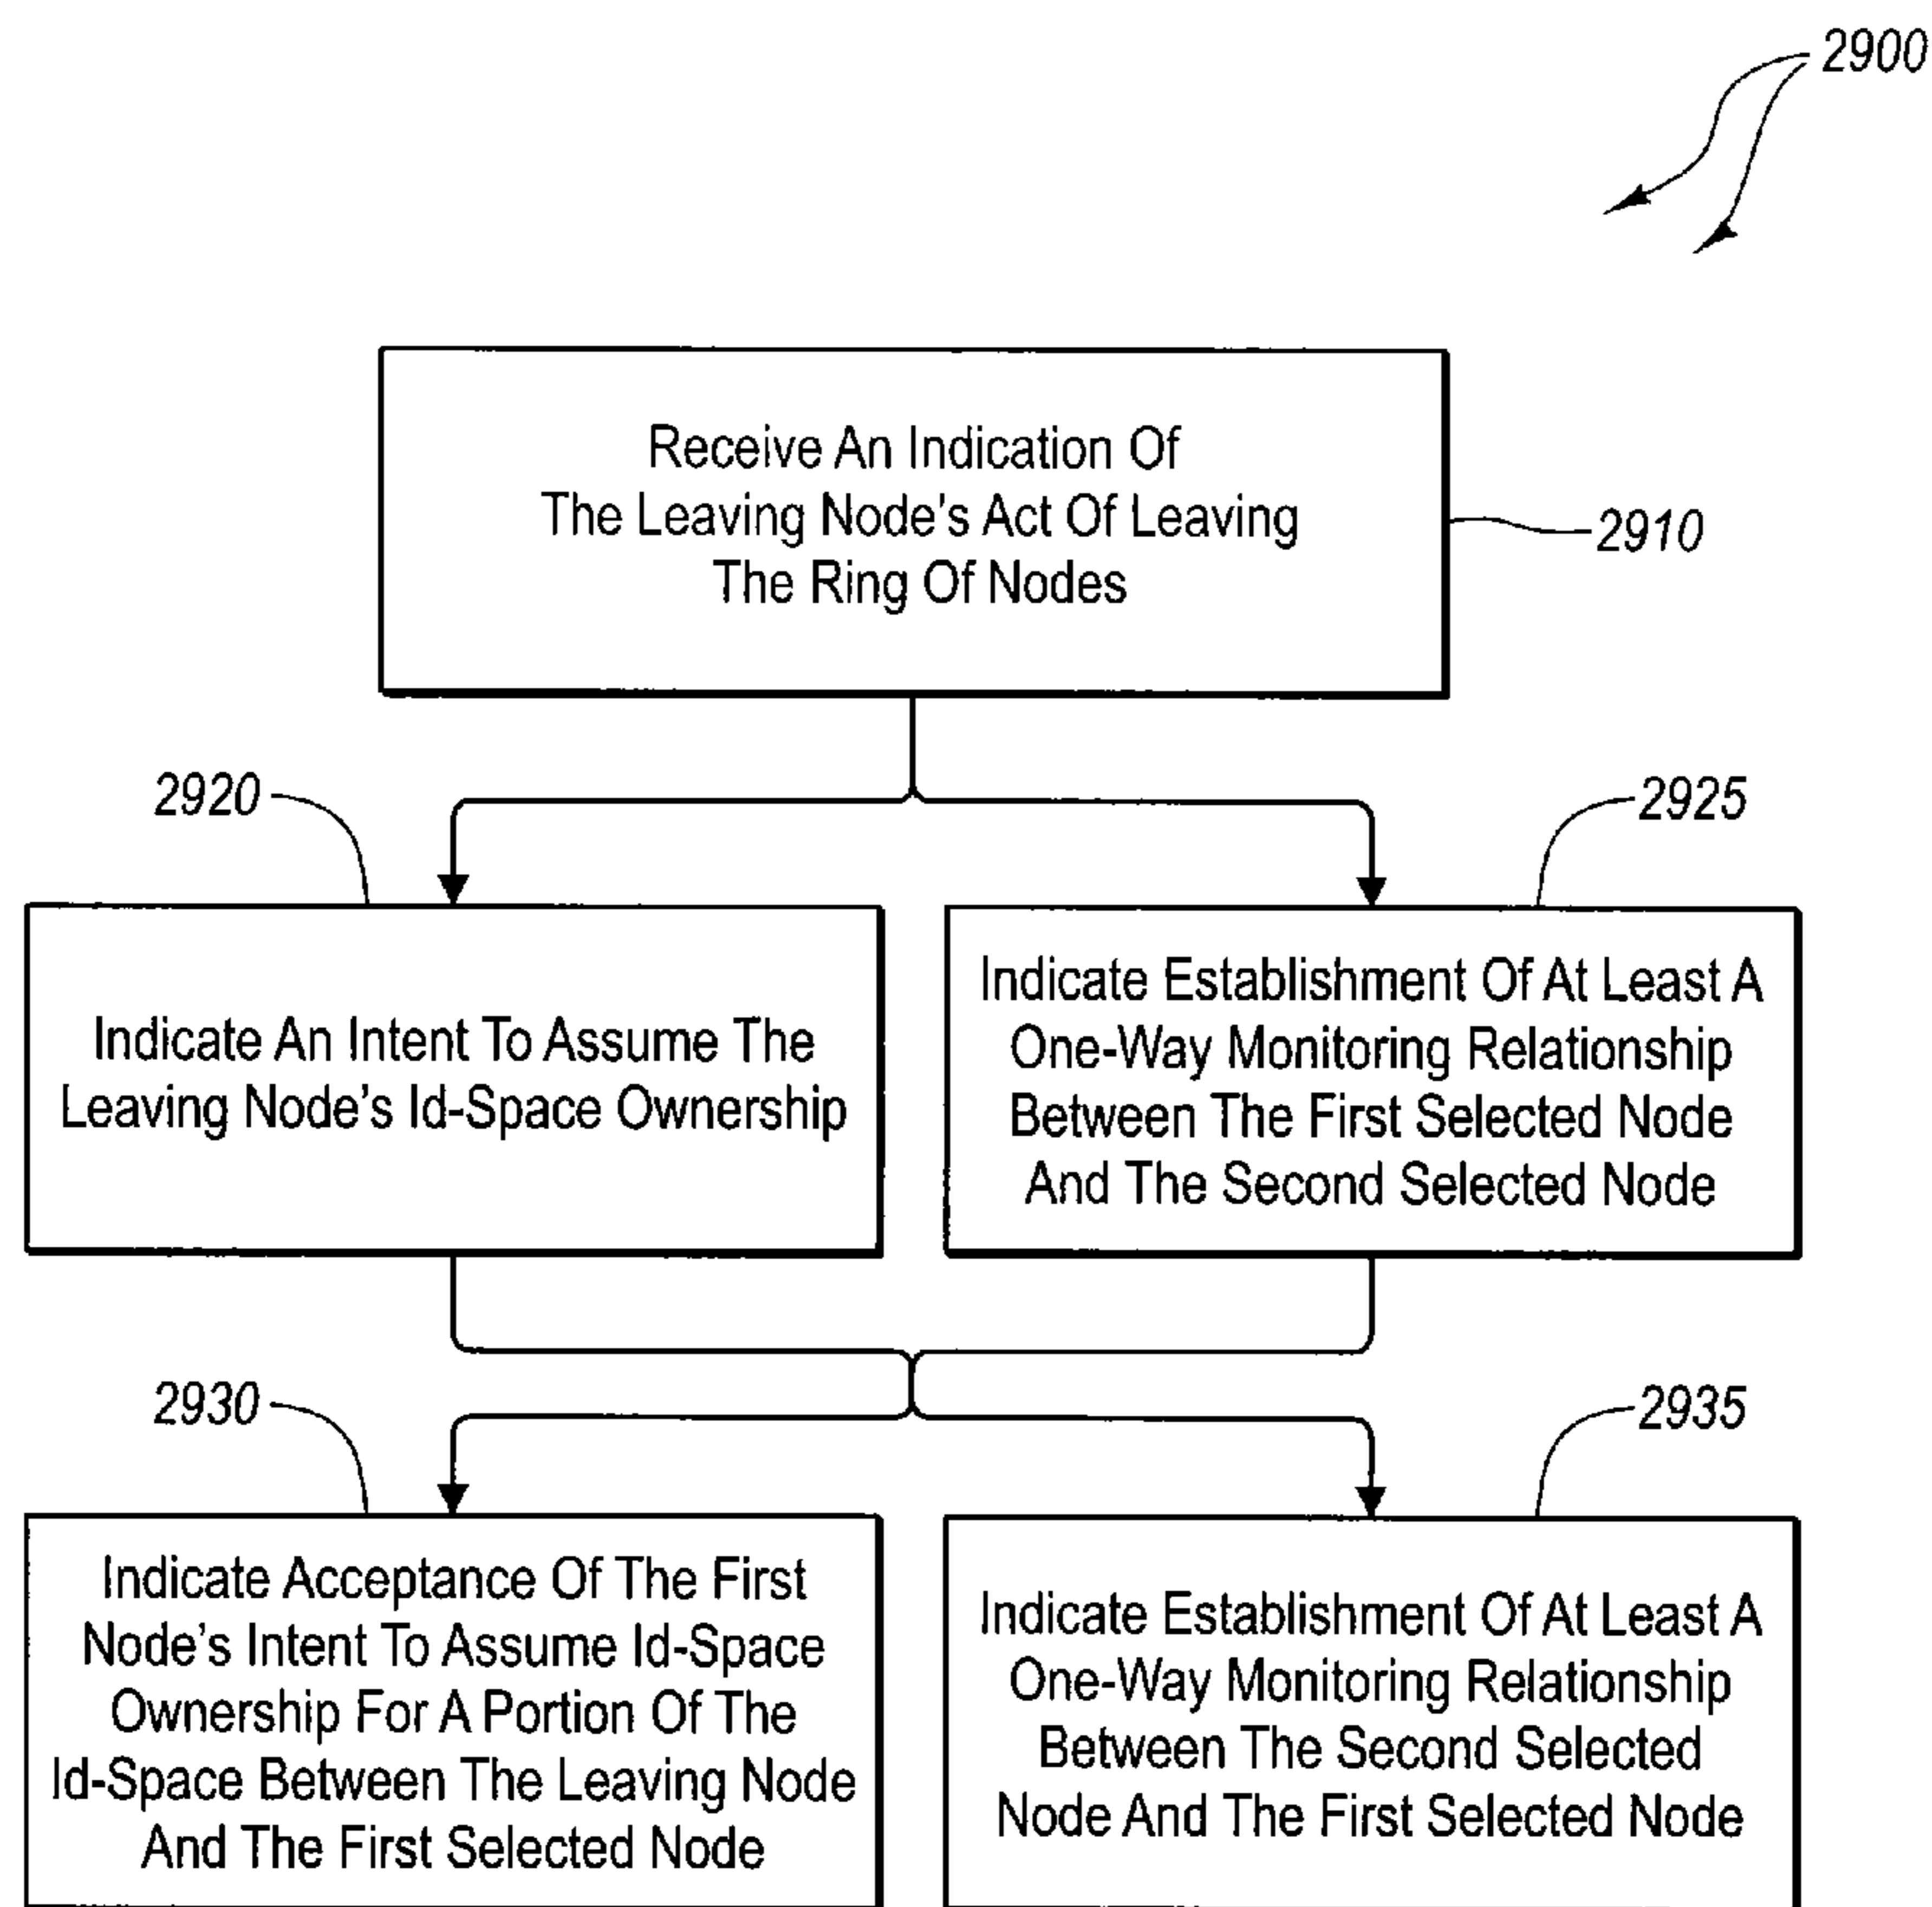 2900
Receive An Indication Of
The Leaving Node's Act Of Leaving
The Ring Of Nodes
2910
2920
2925
Indicate An Intent To Assume The
Leaving Node's Id-Space Ownership
Indicate Establishment Of At Least A
One-Way Monitoring Relationship
Between The First Selected Node
And The Second Selected Node
2930
2935
Indicate Acceptance Of The First
Node's Intent To Assume Id-Space
Ownership For A Portion Of The
Id-Space Between The Leaving Node
And The First Selected Node
Indicate Establishment Of At Least A
One-Way Monitoring Relationship
Between The Second Selected
Node And The First Selected Node